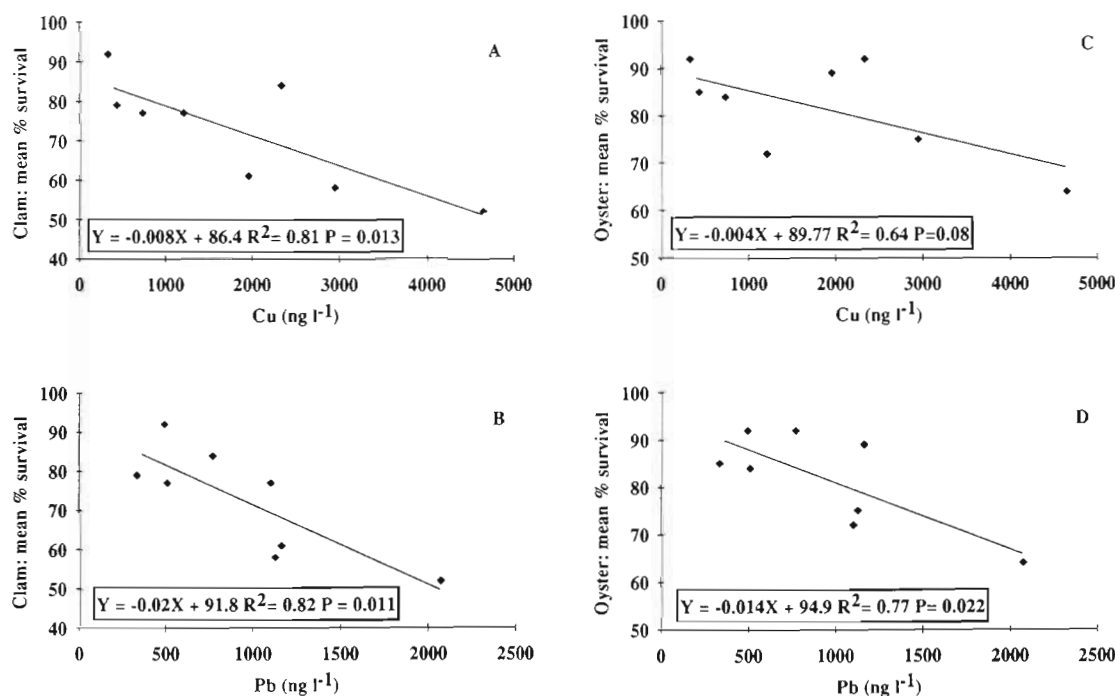 A
Clam: mean % survival
100
90
80
70
60
50
40
Y = -0.008X + 86.4 R²= 0.81 P = 0.013
0 1000 2000 3000 4000 5000
Cu (ng l⁻¹)
C
Oyster: mean % survival
100
90
80
70
60
50
Y = -0.004X + 89.77 R²= 0.64 P=0.08
0 1000 2000 3000 4000 5000
Cu (ng l⁻¹)
B
Clam: mean % survival
100
90
80
70
60
50
40
Y = -0.02X + 91.8 R²= 0.82 P = 0.011
0 500 1000 1500 2000 2500
Pb (ng l⁻¹)
D
Oyster: mean % survival
100
90
80
70
60
50
Y = -0.014X + 94.9 R²= 0.77 P= 0.022
0 500 1000 1500 2000 2500
Pb (ng l⁻¹)